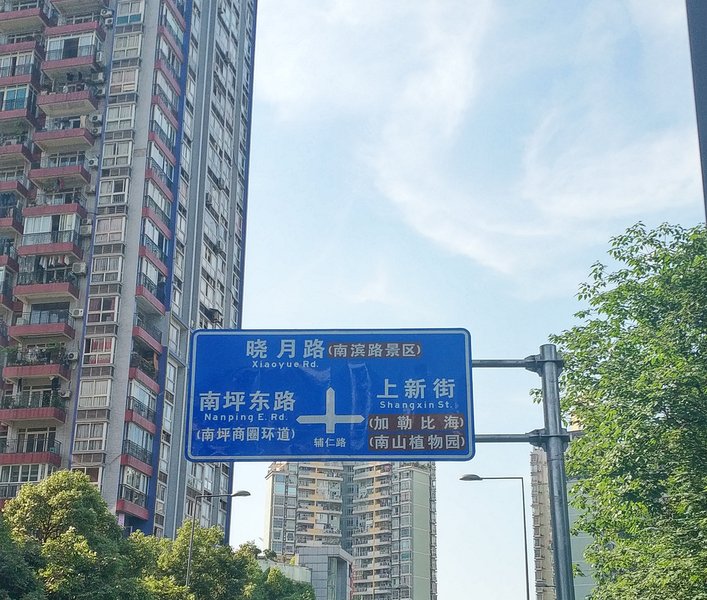 晓月路(南滨路景区)
Xiaoyue Rd.
南坪东路
Nanping E. Rd.
(南坪商圈环道)
上新街
Shangxin St.
(加勒比海)
(南山植物园)
辅仁路